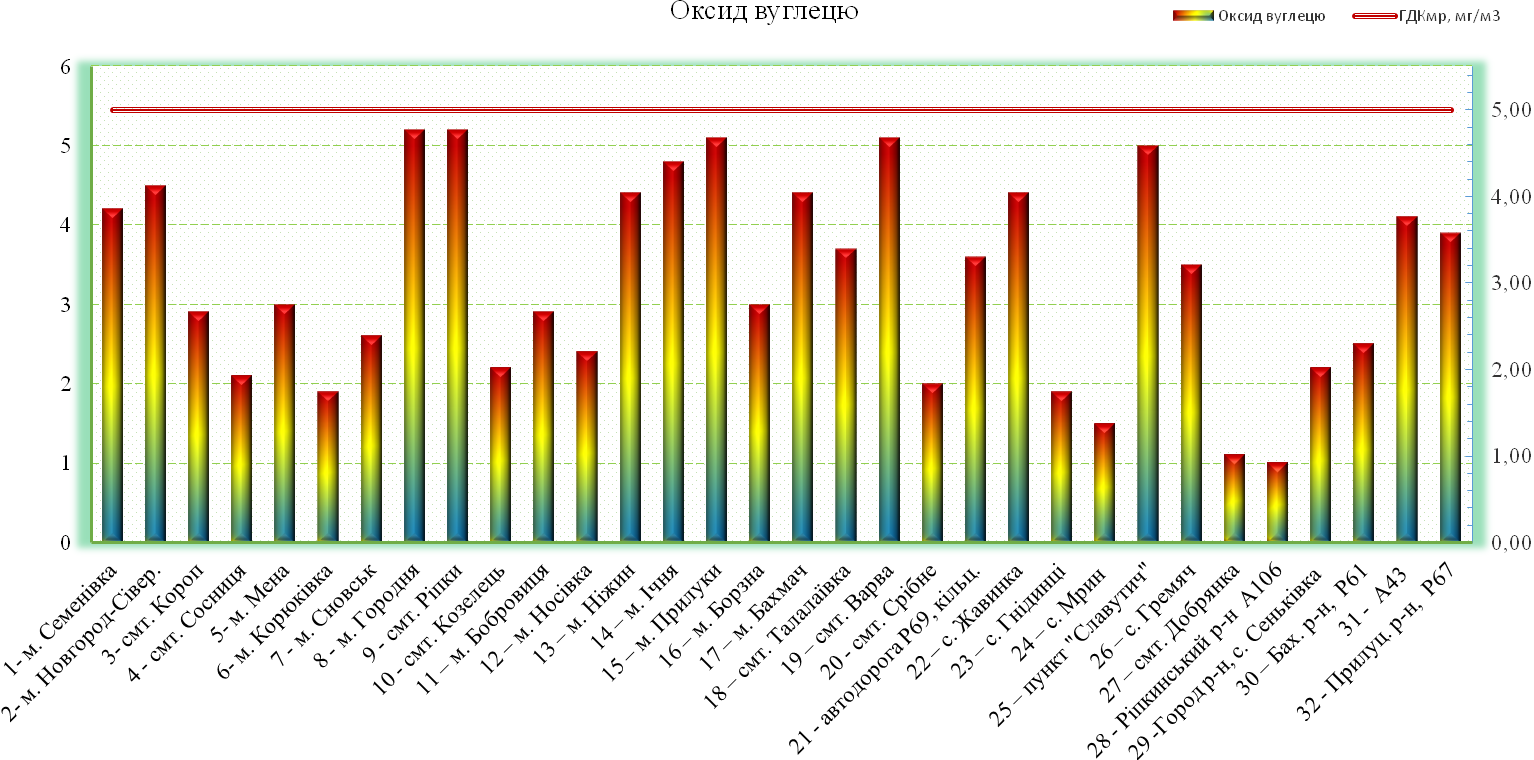 Оксид вуглецю
Оксид вуглецю
ГДКмр, мг/м3
6
5
4
3
2
1
0
5,00
4,00
3,00
2,00
1,00
0,00
1- м. Семенівка
2- м. Новгород-Сівер.
3- смт. Короп
4 - смт. Сосниця
5- м. Мена
6- м. Корюківка
7 - м. Сновськ
8 - м. Городня
9 - смт. Ріпки
10 - смт. Козелець
11 – м. Бобровиця
12 – м. Носівка
13 – м. Ніжин
14 – м. Ічня
15 – м. Прилуки
16 – м. Борзна
17 – м. Бахмач
18 – смт. Талалаївка
19 – смт. Варва
20 - смт. Срібне
21 - автодорога Р69, кільц.
22 – с. Жавинка
23 – с. Гнідинці
24 – с. Мрин
25 – пункт "Славутич"
26 – с. Гремяч
27 – смт. Добрянка
28 - Ріпкинський р-н А106
29 -Город р-н, с. Сеньківка
30 – Бах. р-н, Р61
31 - А43
32 - Прилуц. р-н, Р67